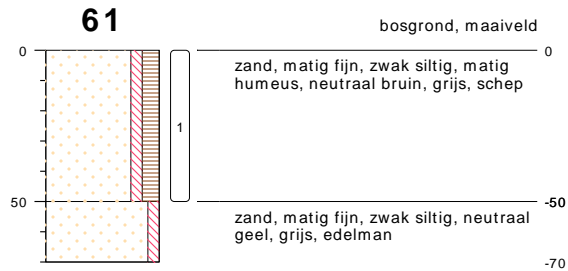 61
bosgrond, maaiveld
0
0
zand, matig fijn, zwak siltig, matig
humeus, neutraal bruin, grijs, schep
1
50
-50
zand, matig fijn, zwak siltig, neutraal
geel, grijs, edelman
-70